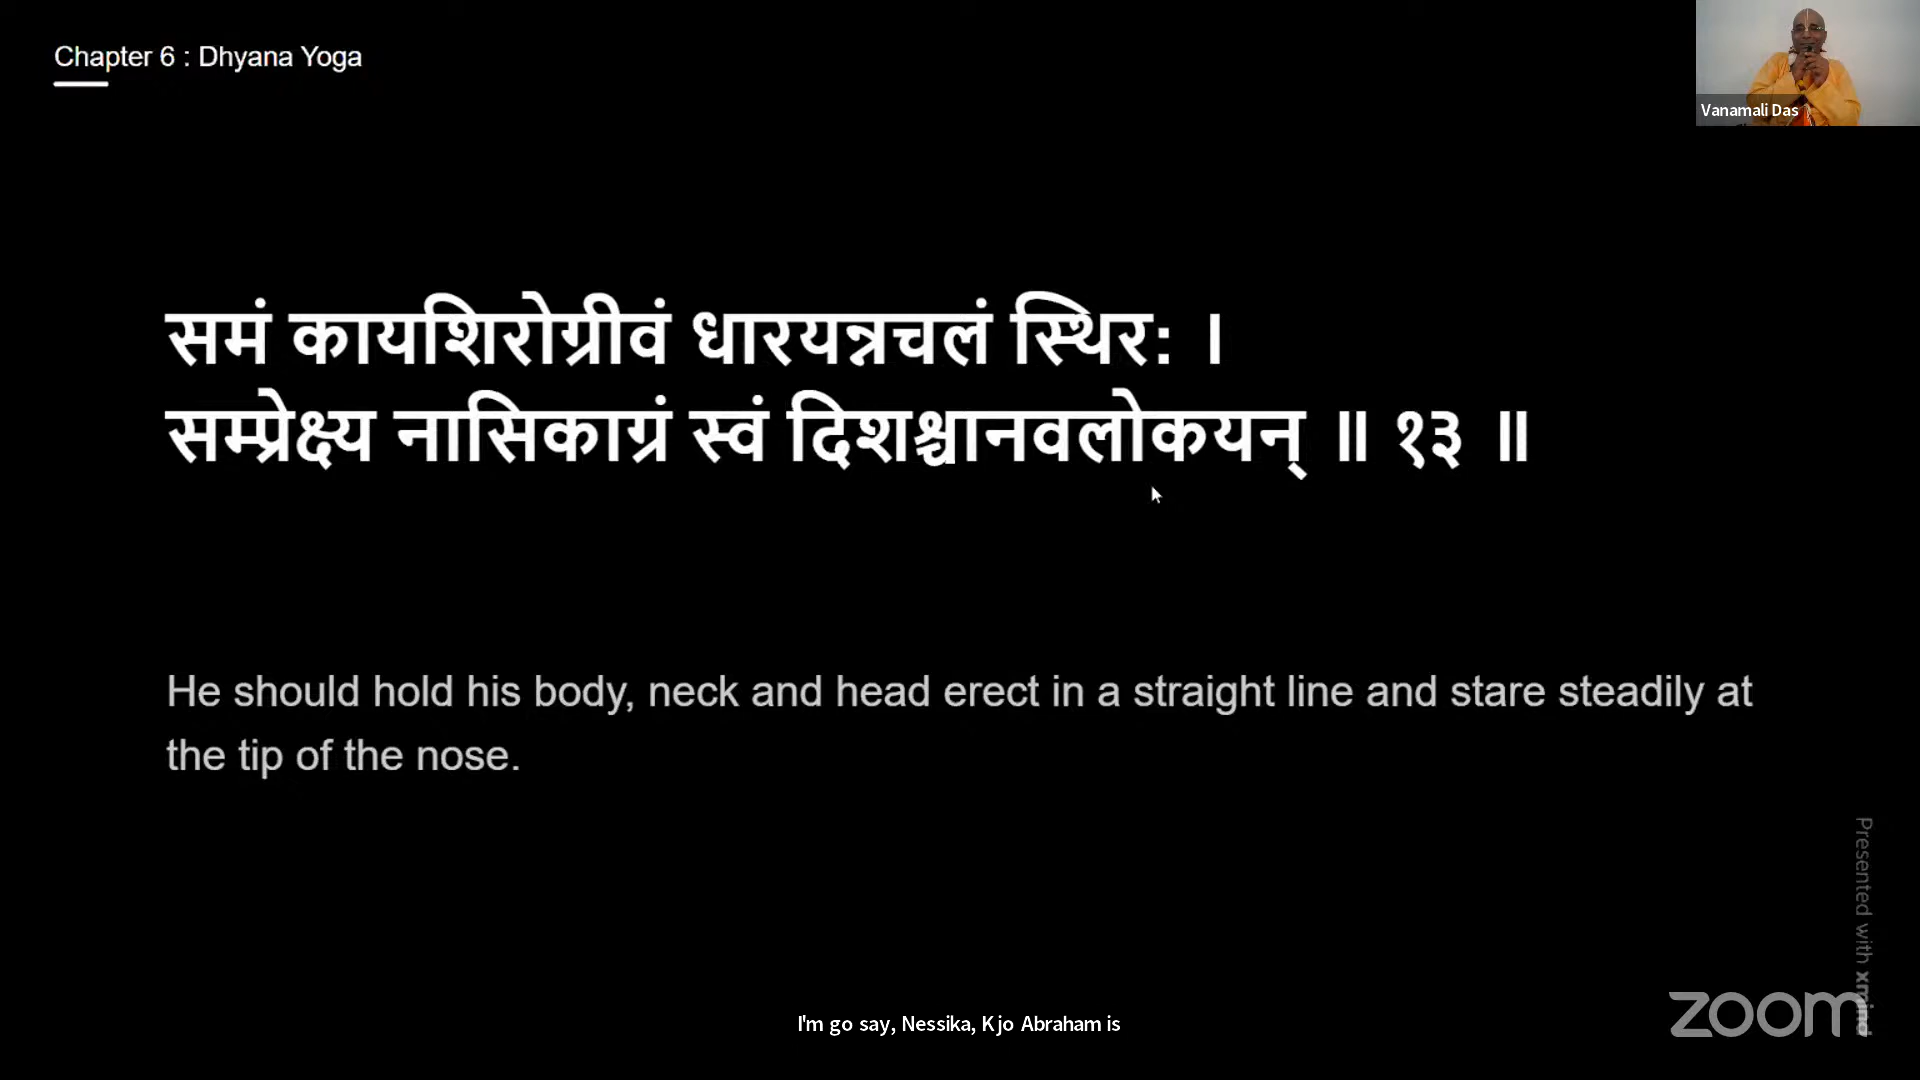 Chapter 6 : Dhyana Yoga
Vanamali Das
समं कायशिरोग्रीवं धारयन्नचलं स्थिरः ।
सम्प्रेक्ष्य नासिकाग्रं स्वं दिशश्चानवलोकयन् ॥ १३ ॥
He should hold his body, neck and head erect in a straight line and stare steadily at
the tip of the nose.
Presented with xmind
zoom
I'm go say, Nessika, Kjo Abraham is